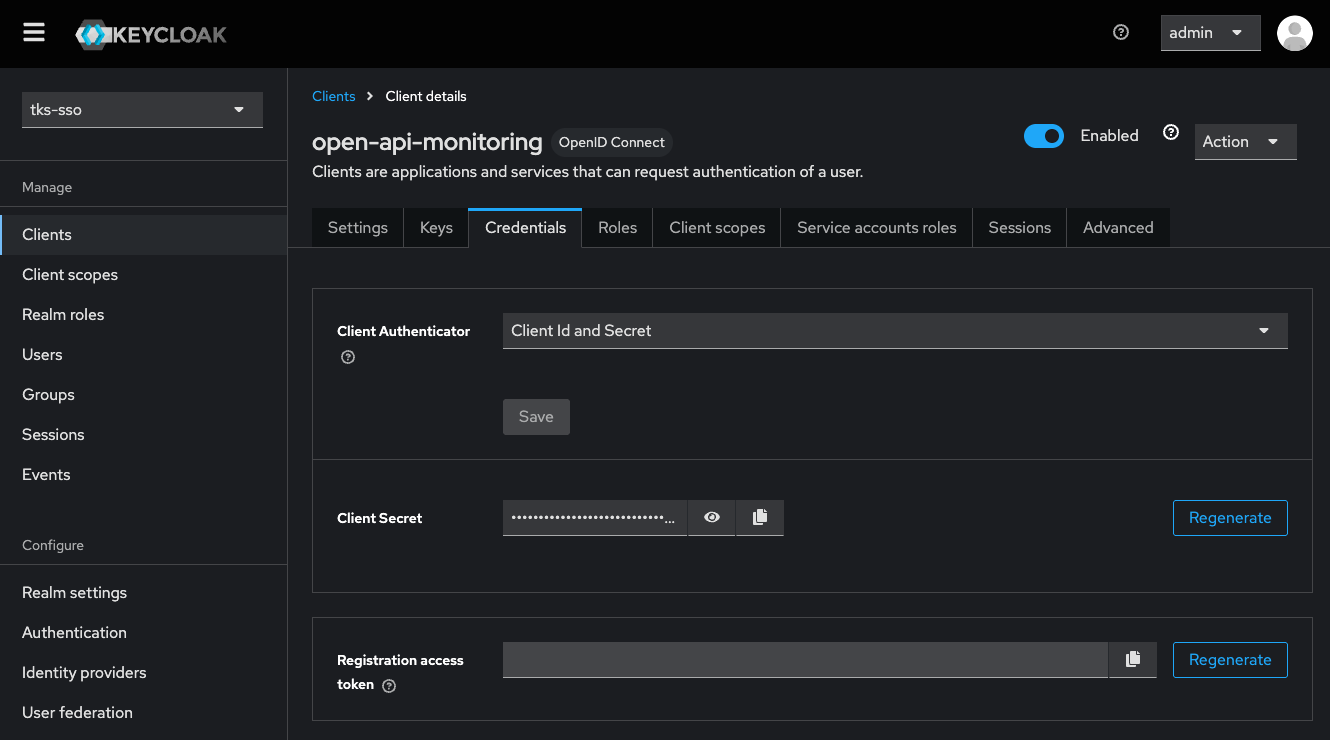 KEYCLOAK
admin
tks-sso
Manage
Clients
Client scopes
Realm roles
Users
Groups
Sessions
Events
Configure
Realm settings
Authentication
Identity providers
User federation
Clients > Client details
open-api-monitoring OpenID Connect
Enabled
Action
Clients are applications and services that can request authentication of a user.
Settings Keys Credentials Roles Client scopes Service accounts roles Sessions Advanced
Client Authenticator
Client Id and Secret
Save
Client Secret
Regenerate
Registration access
token
Regenerate